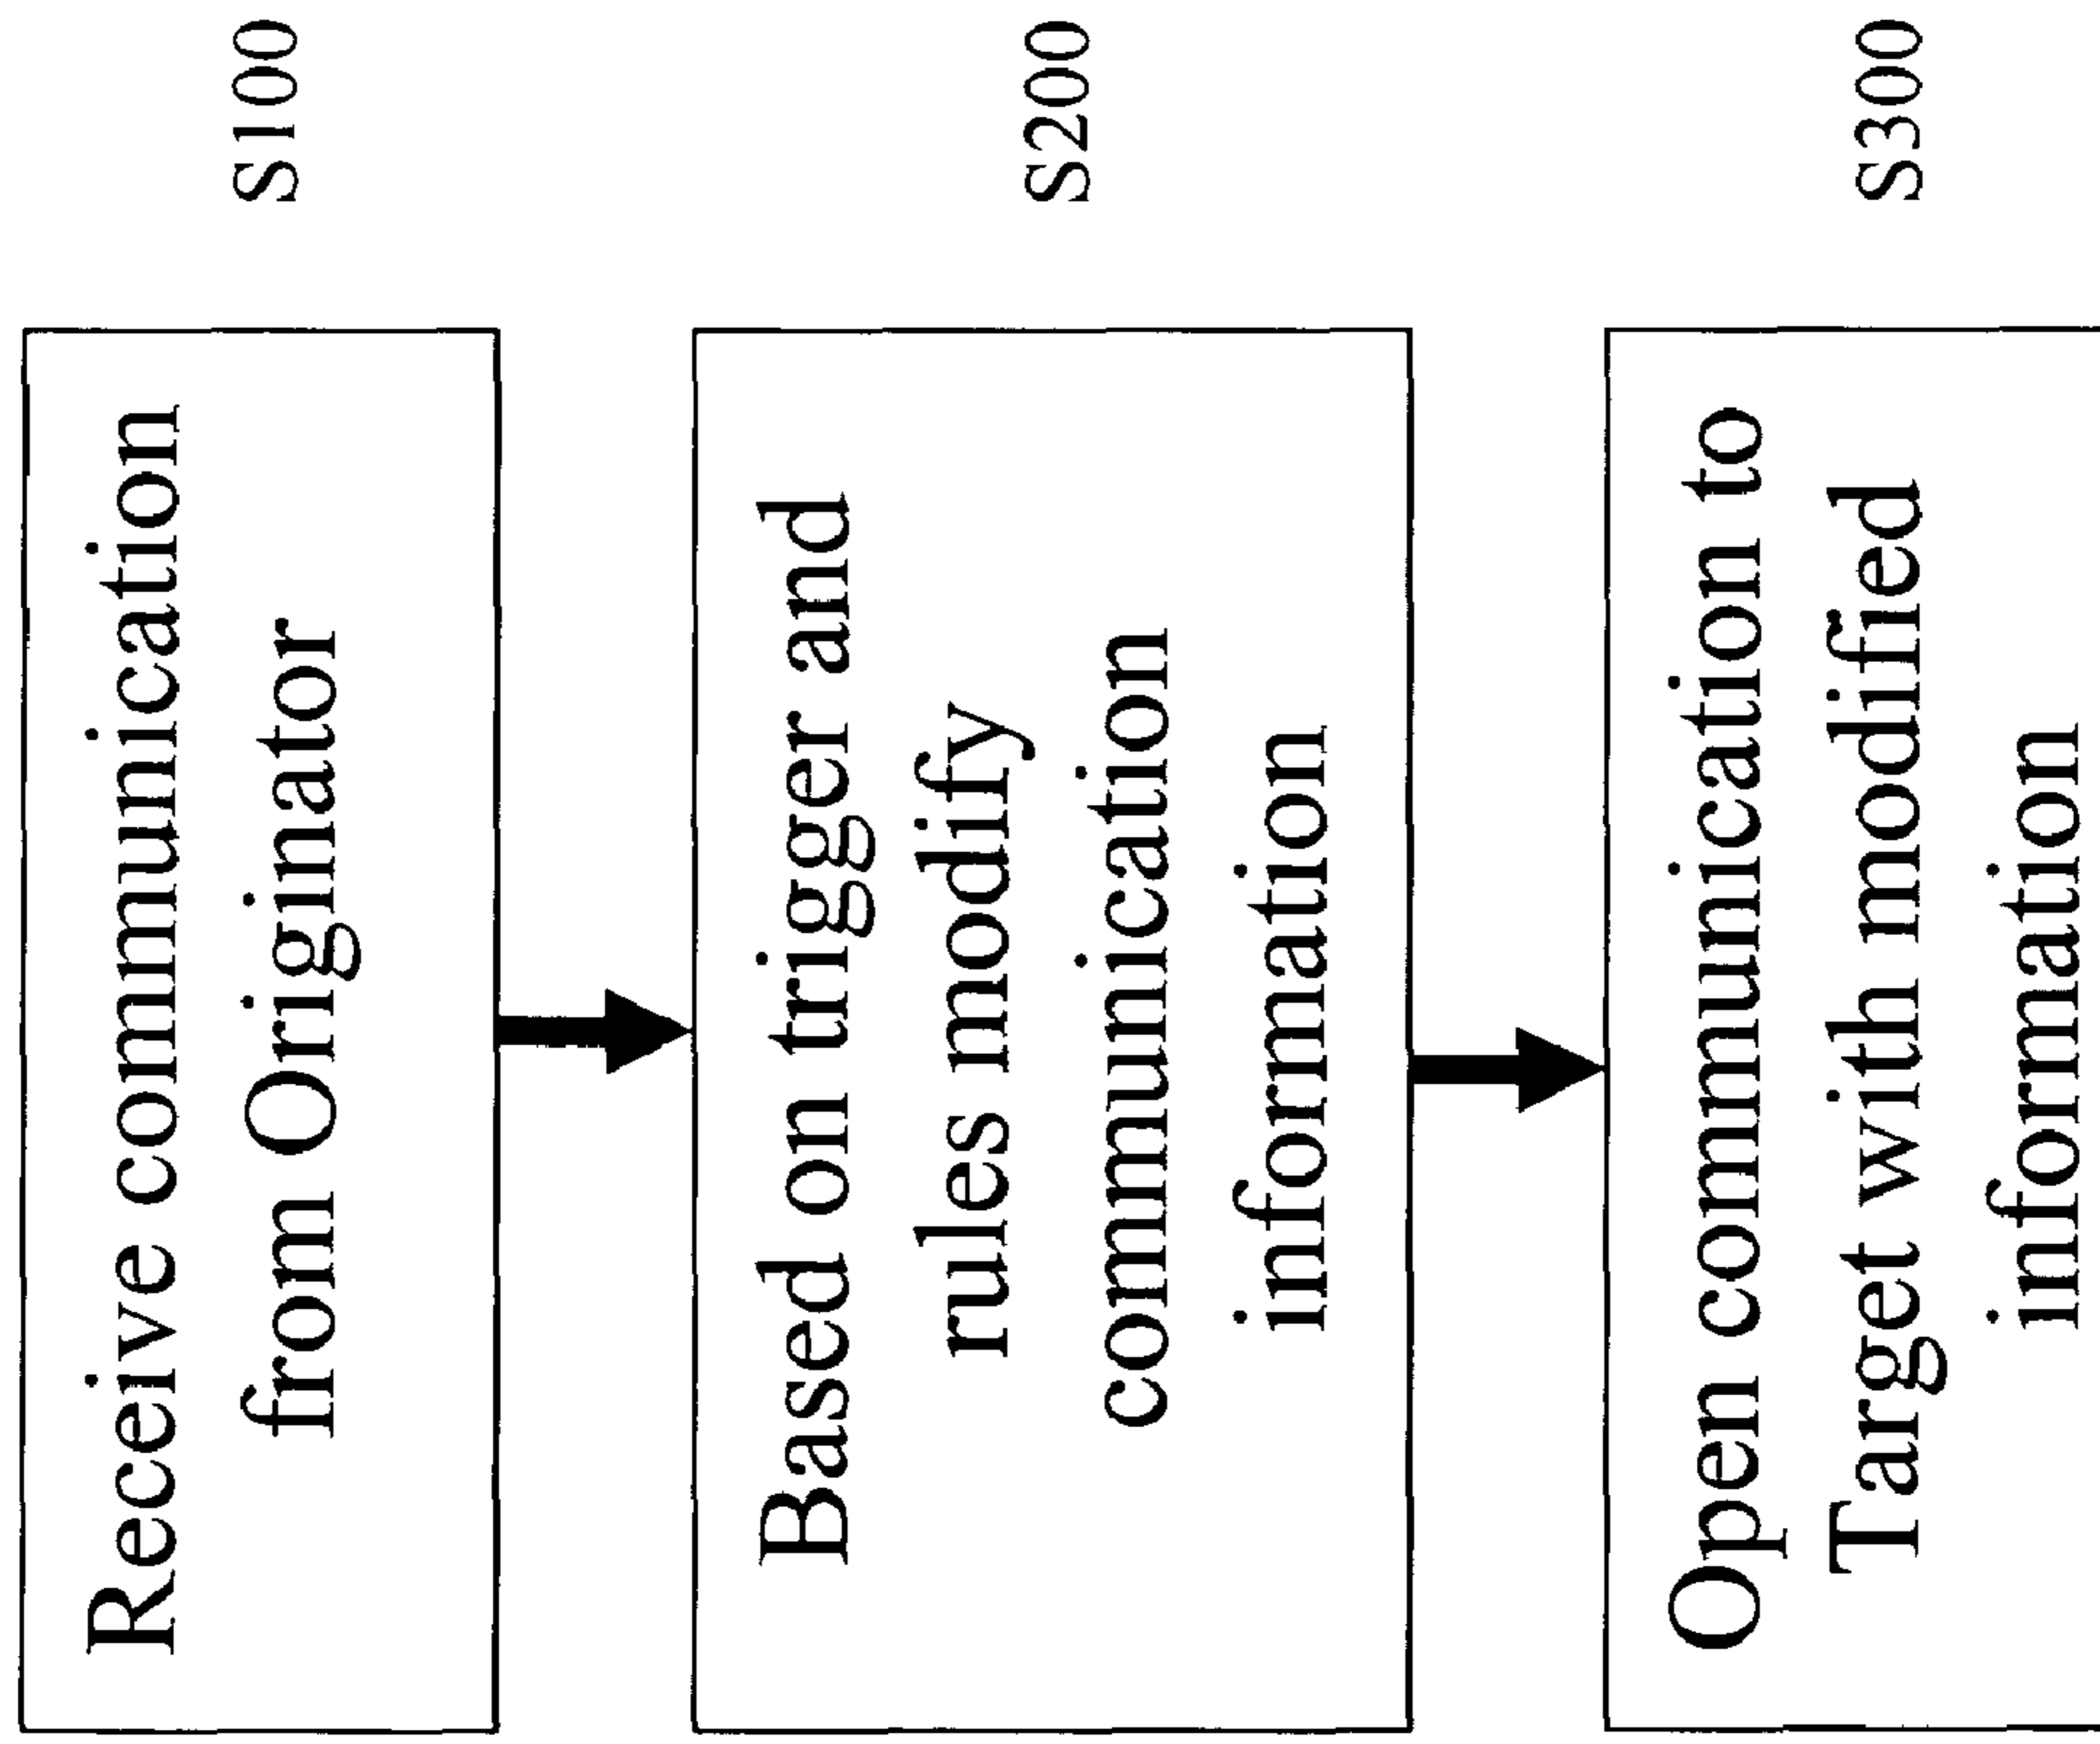 Receive communication
from Originator
S100
Based on trigger and
rules modify
communication
information
S200
Open communication to
Target with modified
information
S300